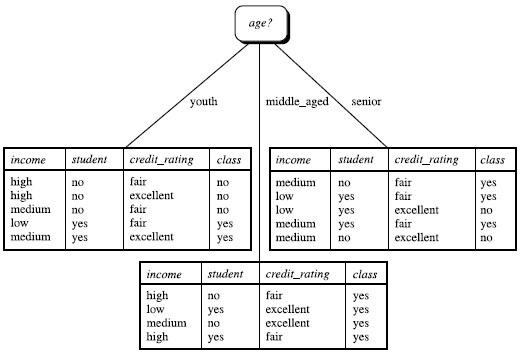 age?
youth
middle_aged
senior
income student credit_rating class
high no fair no
high no excellent no
medium no fair no
low yes fair yes
medium yes excellent yes
income student credit_rating class
medium no fair yes
low yes fair yes
low yes excellent no
medium yes fair yes
medium no excellent no
income student credit_rating class
high no fair yes
low yes excellent yes
medium no excellent yes
high yes fair yes